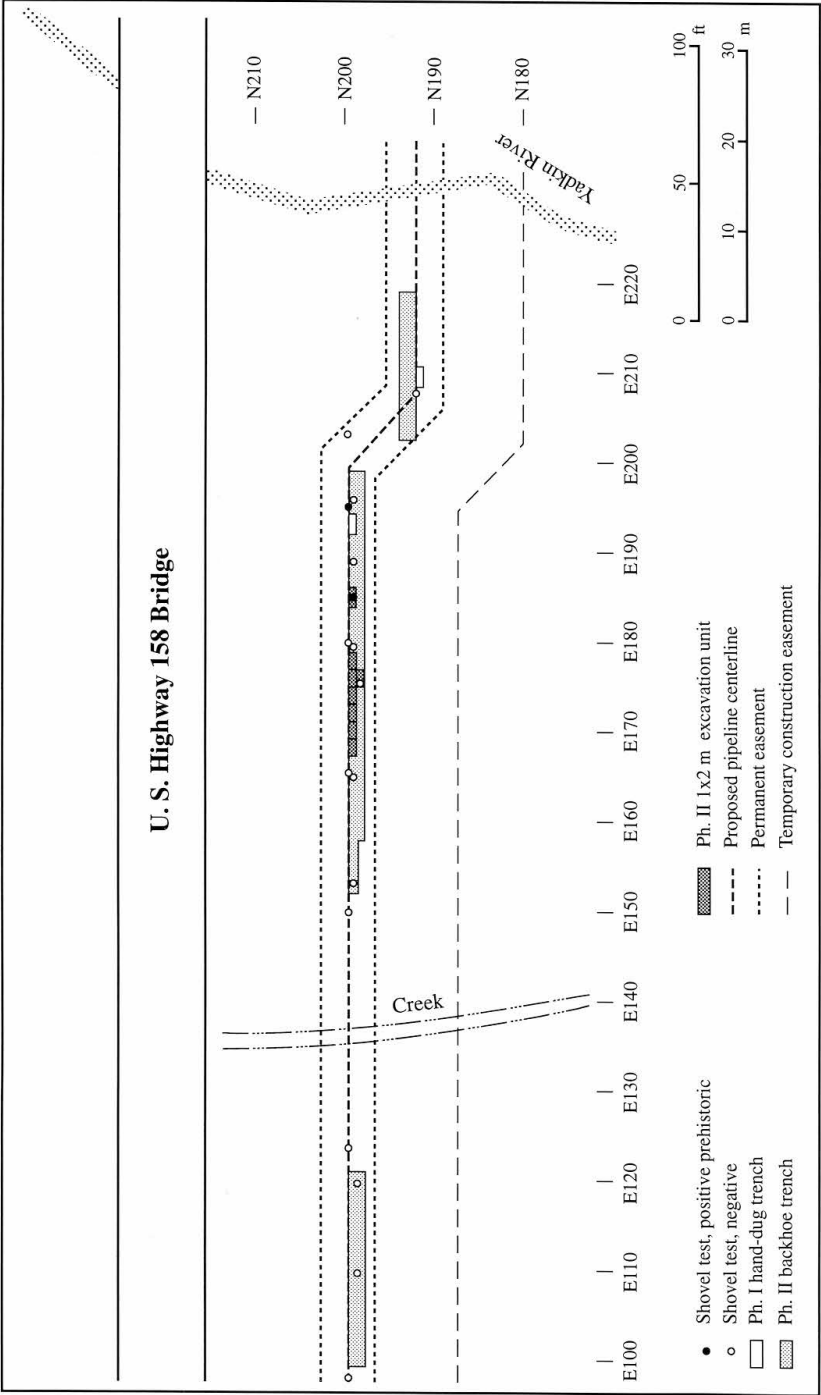 U. S. Highway 158 Bridge
N210
N200
N190
N180
Yadkin River
Creek
E100
E110
E120
E130
E140
E150
E160
E170
E180
E190
E200
E210
E220
Shovel test, positive prehistoric
Shovel test, negative
Ph. I hand-dug trench
Ph. II backhoe trench
Ph. II 1x2 m excavation unit
Proposed pipeline centerline
Permanent easement
Temporary construction easement
0 50 100 ft
0 10 20 30 m